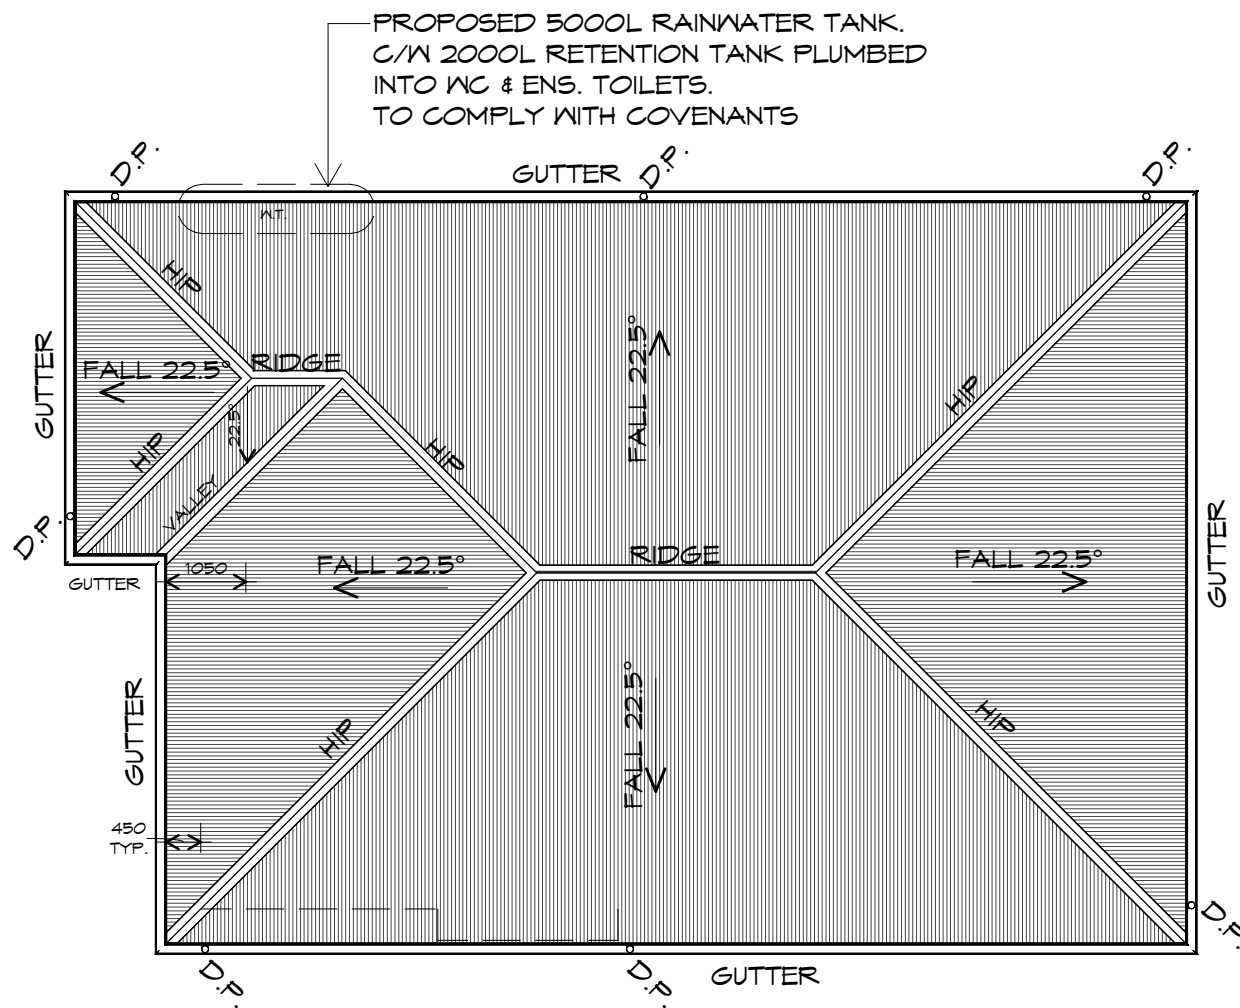 PROPOSED 5000L RAINWATER TANK.
C/W 2000L RETENTION TANK PLUMBED
INTO WC & ENS. TOILETS.
TO COMPLY WITH COVENANTS
D.P.
GUTTER
D.P.
D.P.
W.T.
HIP
GUTTER
FALL 22.5°
RIDGE
FALL 22.5°
HIP
22.5°
HIP
HIP
VALLEY
D.P.
GUTTER
1050
FALL 22.5°
RIDGE
FALL 22.5°
GUTTER
GUTTER
HIP
FALL 22.5°
HIP
450
TYP.
D.P.
D.P.
D.P.
GUTTER